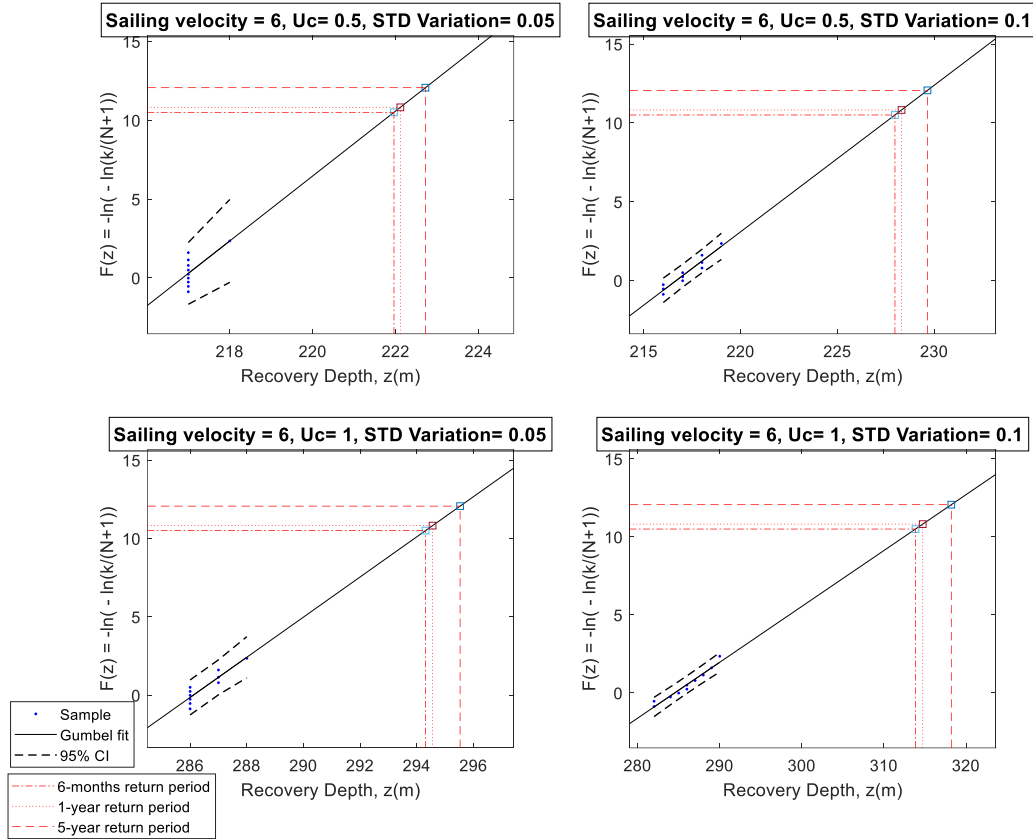 Sailing velocity = 6, Uc= 0.5, STD Variation= 0.05
15
10
5
0
F(z) = -ln( - ln(k/(N+1))
218
220
222
224
Recovery Depth, z(m)
Sailing velocity = 6, Uc= 0.5, STD Variation= 0.1
15
10
5
0
F(z) = -ln( - ln(k/(N+1))
215
220
225
230
Recovery Depth, z(m)
Sailing velocity = 6, Uc= 1, STD Variation= 0.05
15
10
5
0
F(z) = -ln( - ln(k/(N+1))
286
288
290
292
294
296
Recovery Depth, z(m)
Sailing velocity = 6, Uc= 1, STD Variation= 0.1
15
10
5
0
F(z) = -ln( - ln(k/(N+1))
280
290
300
310
320
Recovery Depth, z(m)
Sample
Gumbel fit
95% CI
6-months return period
1-year return period
5-year return period